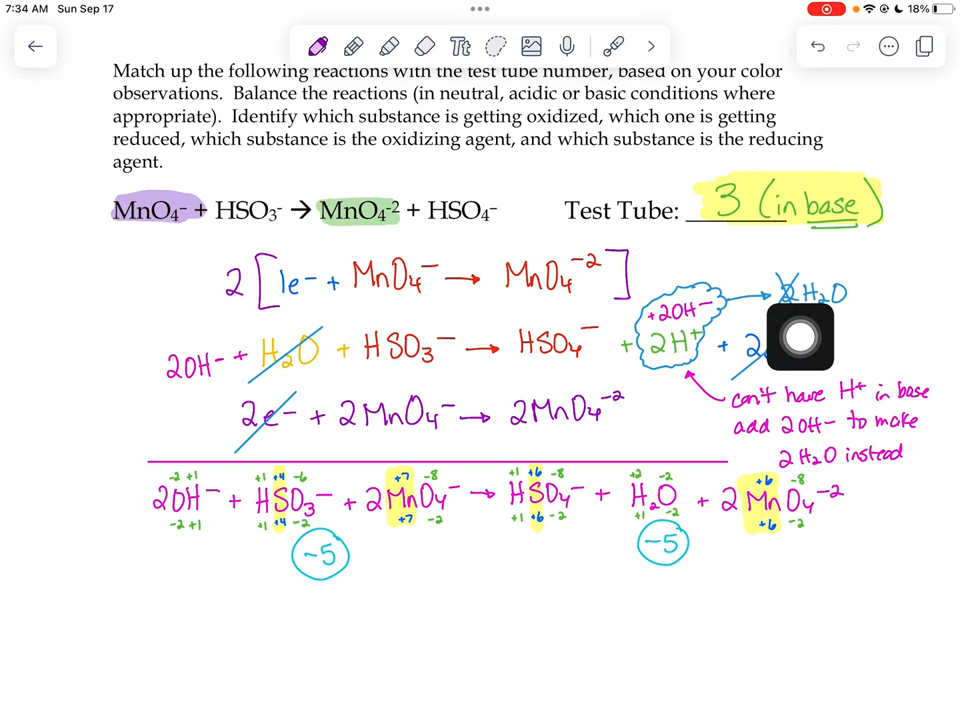 7:34 AM Sun Sep 17
18%
Tt
Match up the following reactions with the test tube number, based on your color
observations. Balance the reactions (in neutral, acidic or basic conditions where
appropriate). Identify which substance is getting oxidized, which one is getting
reduced, which substance is the oxidizing agent, and which substance is the reducing
agent.
MnO₄⁻ + HSO₃⁻ → MnO₄⁻² + HSO₄⁻ Test Tube: 3 (in base)
2 [ 1e⁻ + MnO₄⁻ → MnO₄⁻² ]
+2OH⁻ 2H₂O
2OH⁻ + H₂O + HSO₃⁻ → HSO₄⁻ + 2H⁺ + 2
can't have H⁺ in base
add 2OH⁻ to make
2 H₂O instead
2e⁻ + 2MnO₄⁻ → 2MnO₄⁻²
-2 +1 +1 +4 -6 +7 -8 +1 +6 -8 +2 -2 +6 -8
2OH⁻ + HSO₃⁻ + 2MnO₄⁻ → HSO₄⁻ + H₂O + 2MnO₄⁻²
-2 +1 +1 +4 -2 +7 -2 +1 +6 -2 +1 -2 +6 -2
-5 -5